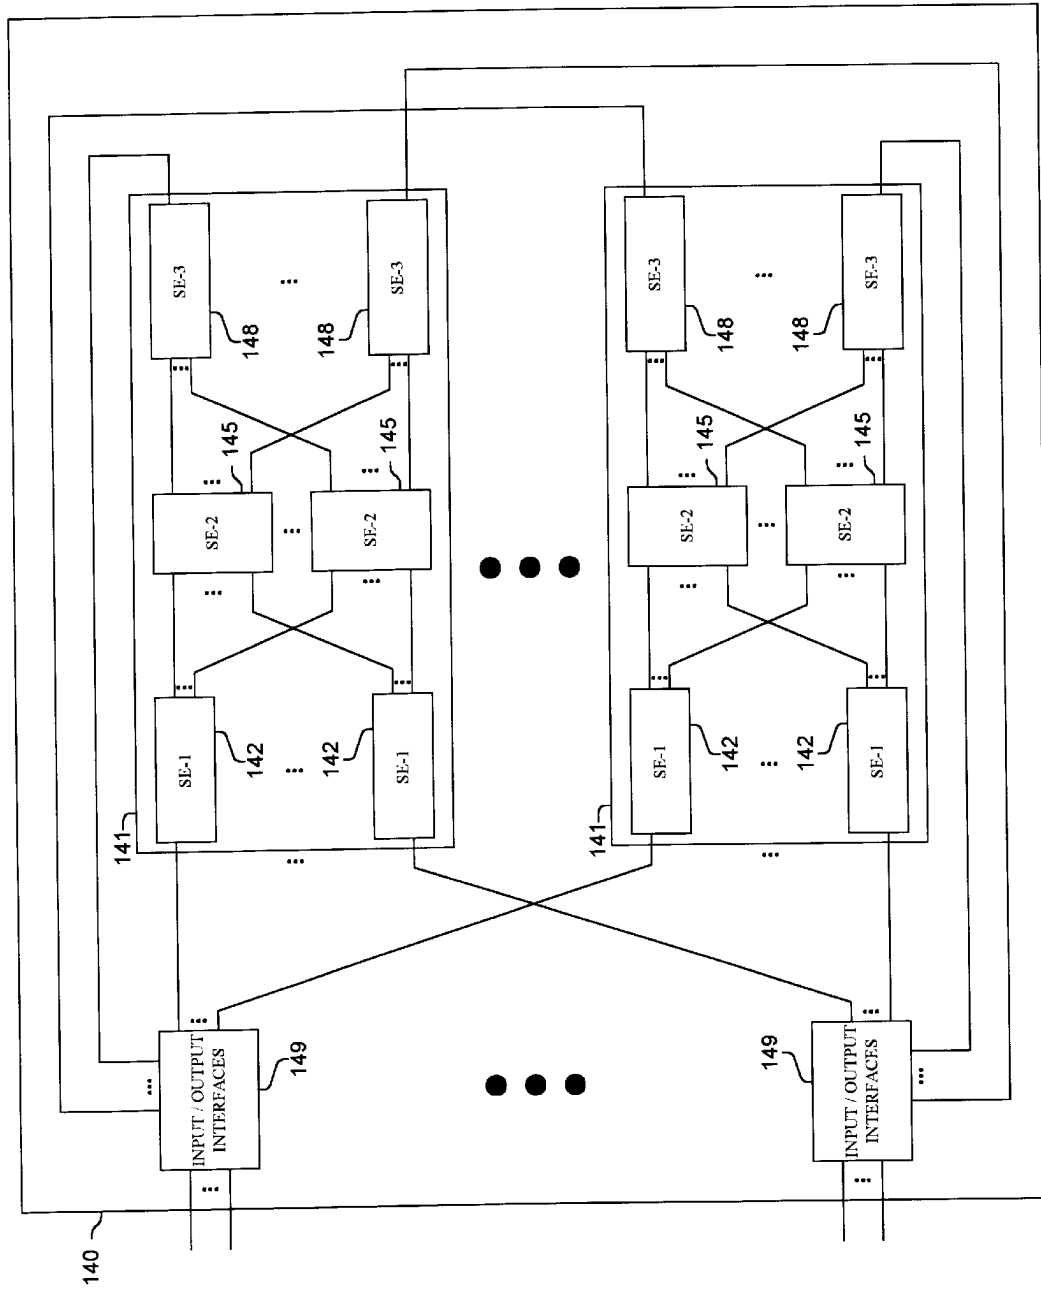 140
INPUT / OUTPUT
INTERFACES
149
INPUT / OUTPUT
INTERFACES
149
141
SE-1
142
SE-1
142
SE-2
145
SE-2
145
SE-3
148
SE-3
148
141
SE-1
142
SE-1
142
SE-2
145
SE-2
145
SE-3
148
SE-3
148